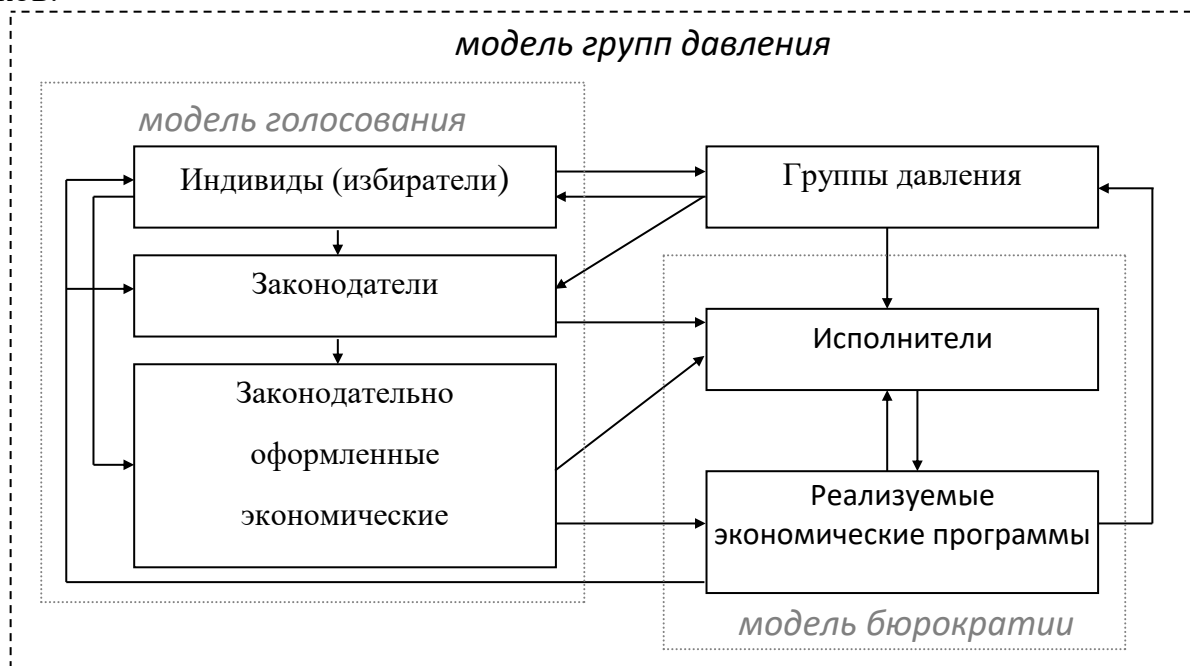 модель групп давления
модель голосования
Индивиды (избиратели)
Группы давления
Законодатели
Исполнители
Законодательно
оформленные
экономические
Реализуемые
экономические программы
модель бюрократии